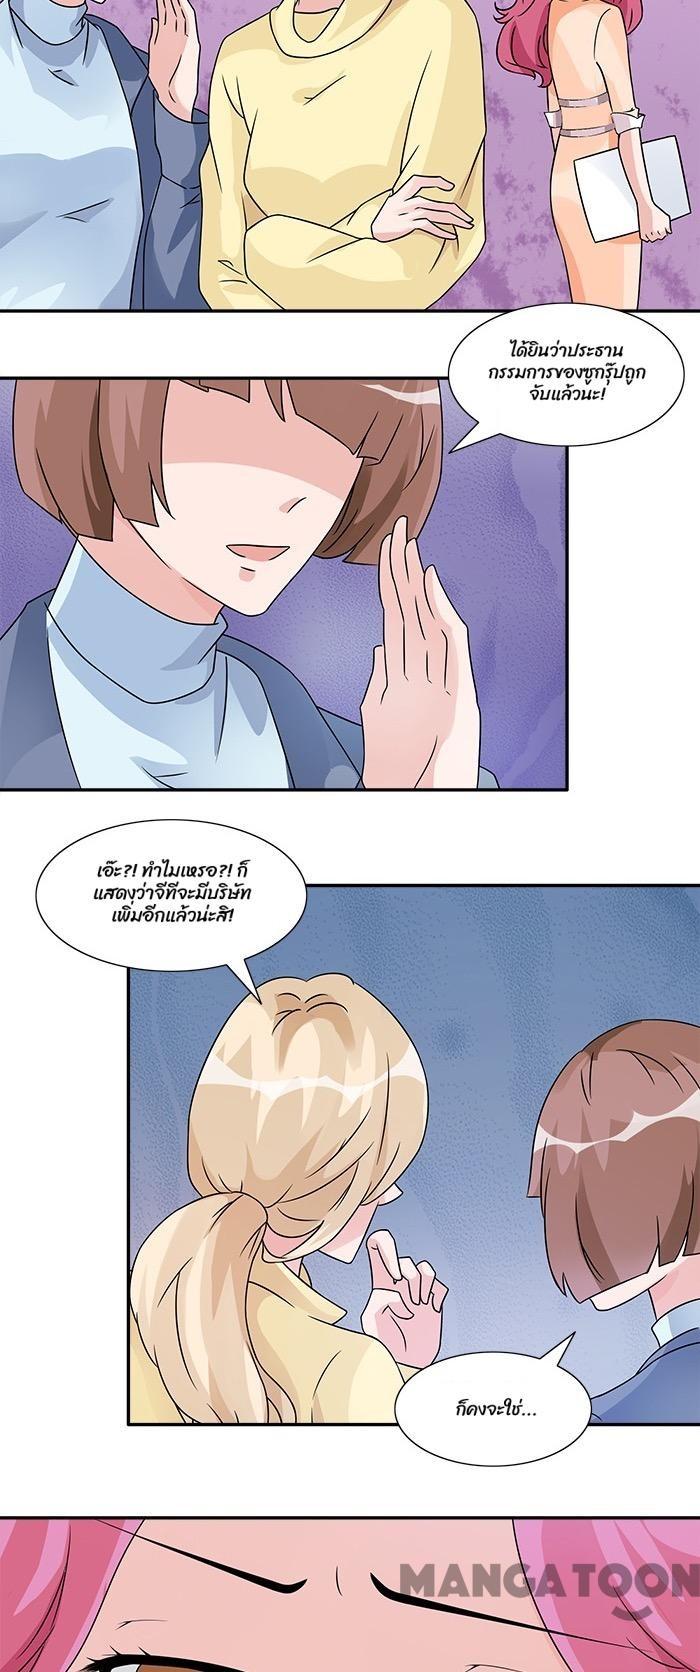 ได้ยินว่าประธาน
กรรมการของซูกรุ๊ปถูก
จับแล้วนะ!
เอ๊ะ?! ทำไมเหรอ?! ก็
แสดงว่าจีทีจะมีบริษัท
เพิ่มอีกแล้วน่ะสิ!
ก็คงจะใช่...
MANGATOON